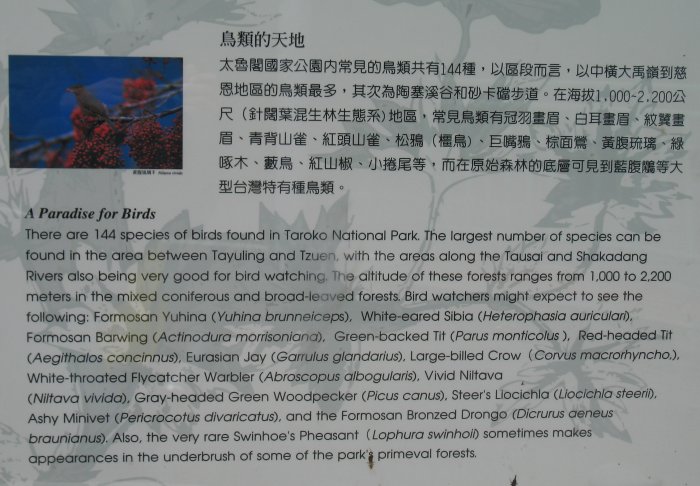 鳥類的天地
太魯閣國家公園內常見的鳥類共有144種，以區段而言，以中橫大禹嶺到慈
恩地區的鳥類最多，其次為陶塞溪谷和砂卡礑步道。在海拔1,000-2,200公
尺（針闊葉混生林生態系）地區，常見鳥類有冠羽畫眉、白耳畫眉、紋翼畫
眉、青背山雀、紅頭山雀、松鴉（橿鳥）、巨嘴鴉、棕面鶯、黃腹琉璃、綠
啄木、藪鳥、紅山椒、小捲尾等，而在原始森林的底層可見到藍腹鷳等大
型台灣特有種鳥類。
A Paradise for Birds
There are 144 species of birds found in Taroko National Park. The largest number of species can be
found in the area between Tayuling and Tzuen, with the areas along the Tausai and Shakadang
Rivers also being very good for bird watching. The altitude of these forests ranges from 1,000 to 2,200
meters in the mixed coniferous and broad-leaved forests. Bird watchers might expect to see the
following: Formosan Yuhina (Yuhina brunneiceps), White-eared Sibia (Heterophasia auriculari),
Formosan Barwing (Actinodura morrisoniana), Green-backed Tit (Parus monticolus ), Red-headed Tit
(Aegithalos concinnus), Eurasian Jay (Garrulus glandarius), Large-billed Crow (Corvus macrorhyncho,),
White-throated Flycatcher Warbler (Abroscopus albogularis), Vivid Niltava
(Niltava vivida), Gray-headed Green Woodpecker (Picus canus), Steer's Liocichla (Liocichla steerii),
Ashy Minivet (Pericrocotus divaricatus), and the Formosan Bronzed Drongo (Dicrurus aeneus
braunianus). Also, the very rare Swinhoe's Pheasant (Lophura swinhoii) sometimes makes
appearances in the underbrush of some of the park's primeval forests.